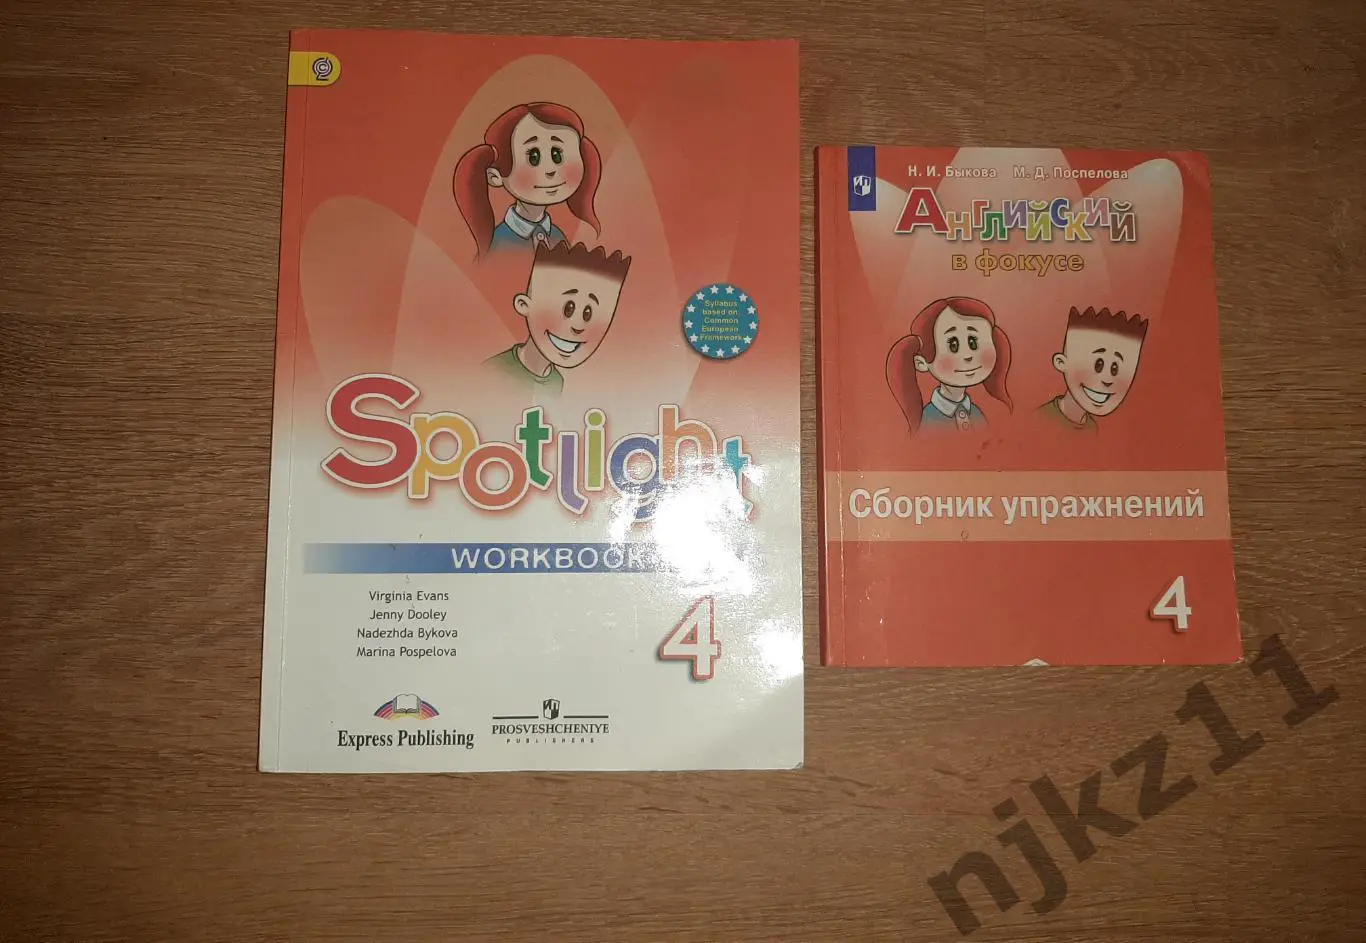 Syllabus
based on
Common
European
Framework
Spotlight
WORKBOOK
Virginia Evans
Jenny Dooley
Nadezhda Bykova
Marina Pospelova
4
Express Publishing
PROSVESHCHENIYE
PUBLISHERS
Н. И. Быкова М. Д. Поспелова
Английский
в фокусе
Сборник упражнений
4
njkz11